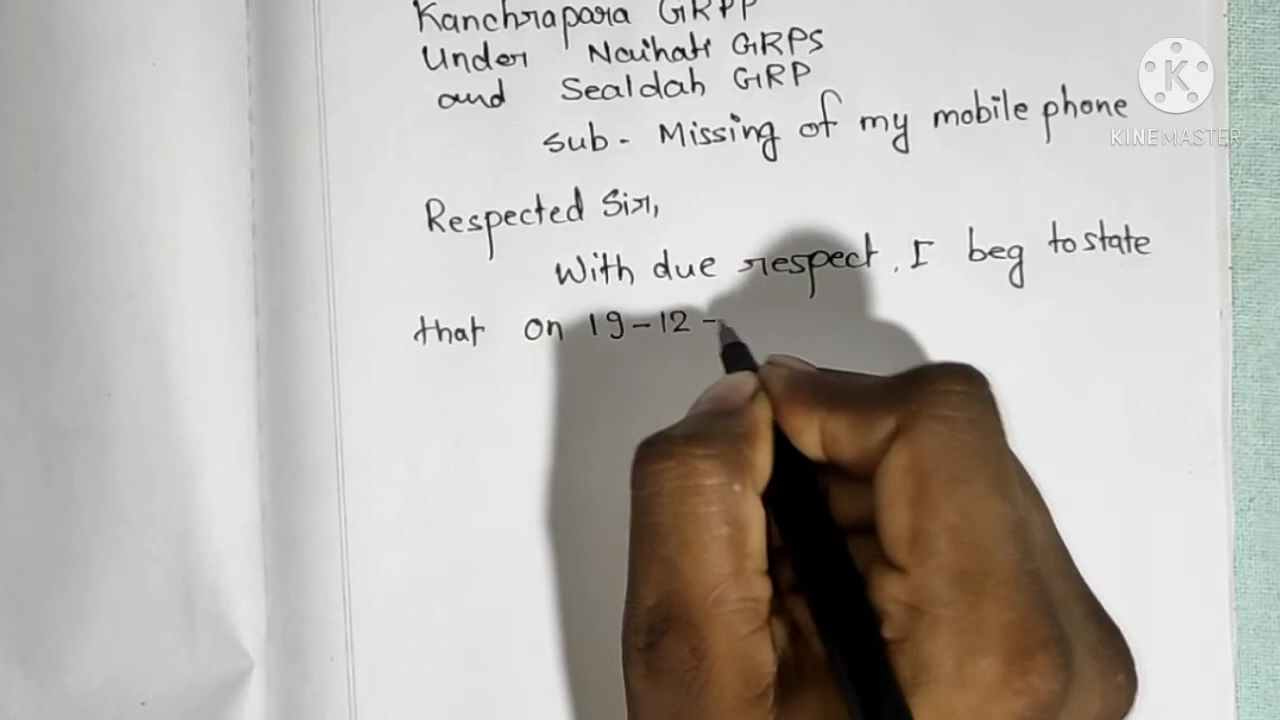 Kanchrapara GRPP
Under Naihati GRPS
and Sealdah GRP
Sub - Missing of my mobile phone
Respected Sir,
With due respect, I beg to state
that on 19-12-
K
KINEMASTER